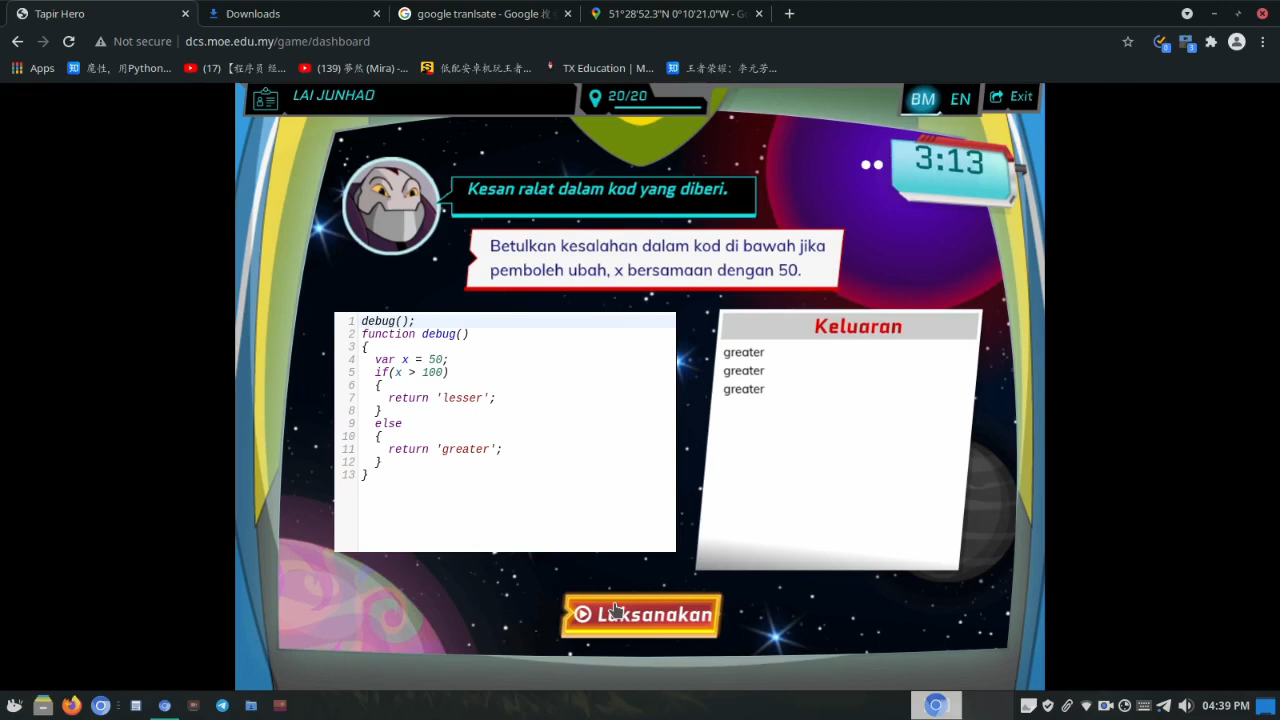 Tapir Hero
Downloads
google tranlsate - Google 搜
51°28'52.3"N 0°10'21.0"W - G
Not secure
dcs.moe.edu.my/game/dashboard
Apps
知 魔性，用Python...
(17)【程序员 经...
(139) 夢然 (Mira) -...
低配安卓机玩王者...
TX Education | M...
知 王者荣耀：李元芳...
LAI JUNHAO
20/20
BM EN
Exit
3:13
Kesan ralat dalam kod yang diberi.
Betulkan kesalahan dalam kod di bawah jika
pemboleh ubah, x bersamaan dengan 50.
1 debug();
2 function debug()
3 {
4 var x = 50;
5 if(x > 100)
6 {
7 return 'lesser';
8 }
9 else
10 {
11 return 'greater';
12 }
13 }
Keluaran
greater
greater
greater
Laksanakan
04:39 PM